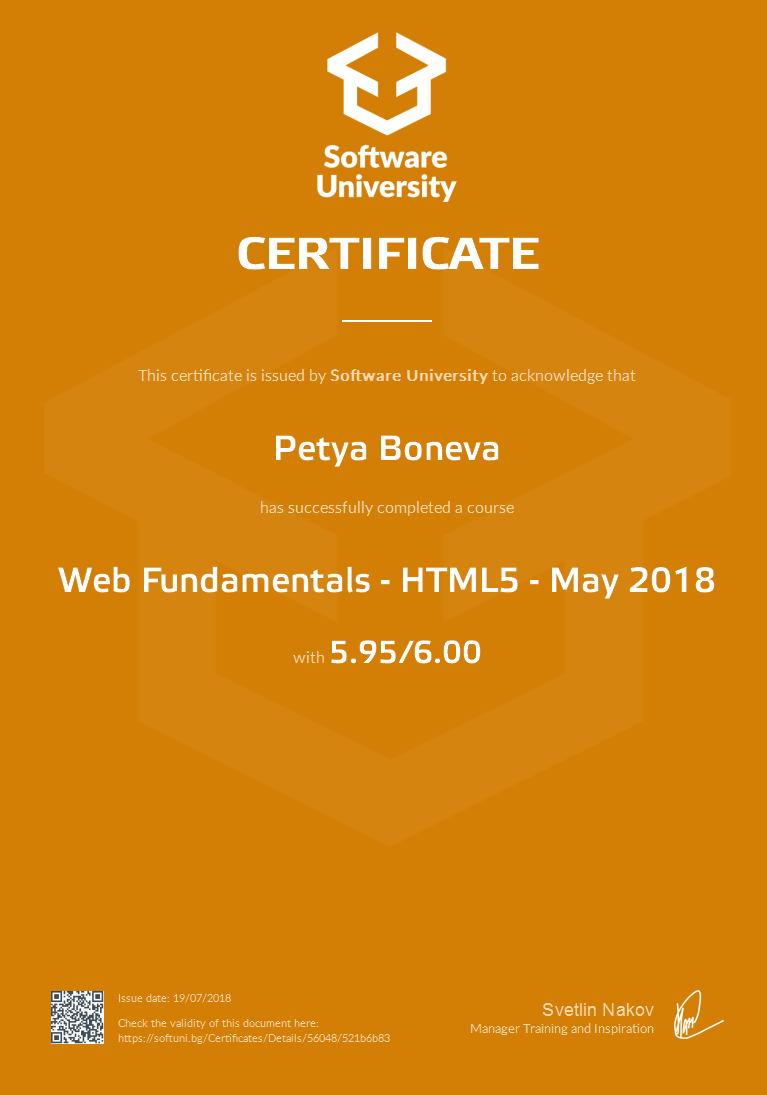 Software
University
CERTIFICATE
This certificate is issued by Software University to acknowledge that
Petya Boneva
has successfully completed a course
Web Fundamentals - HTML5 - May 2018
with 5.95/6.00
Issue date: 19/07/2018
Check the validity of this document here:
https://softuni.bg/Certificates/Details/56048/521b6b83
Svetlin Nakov
Manager Training and Inspiration